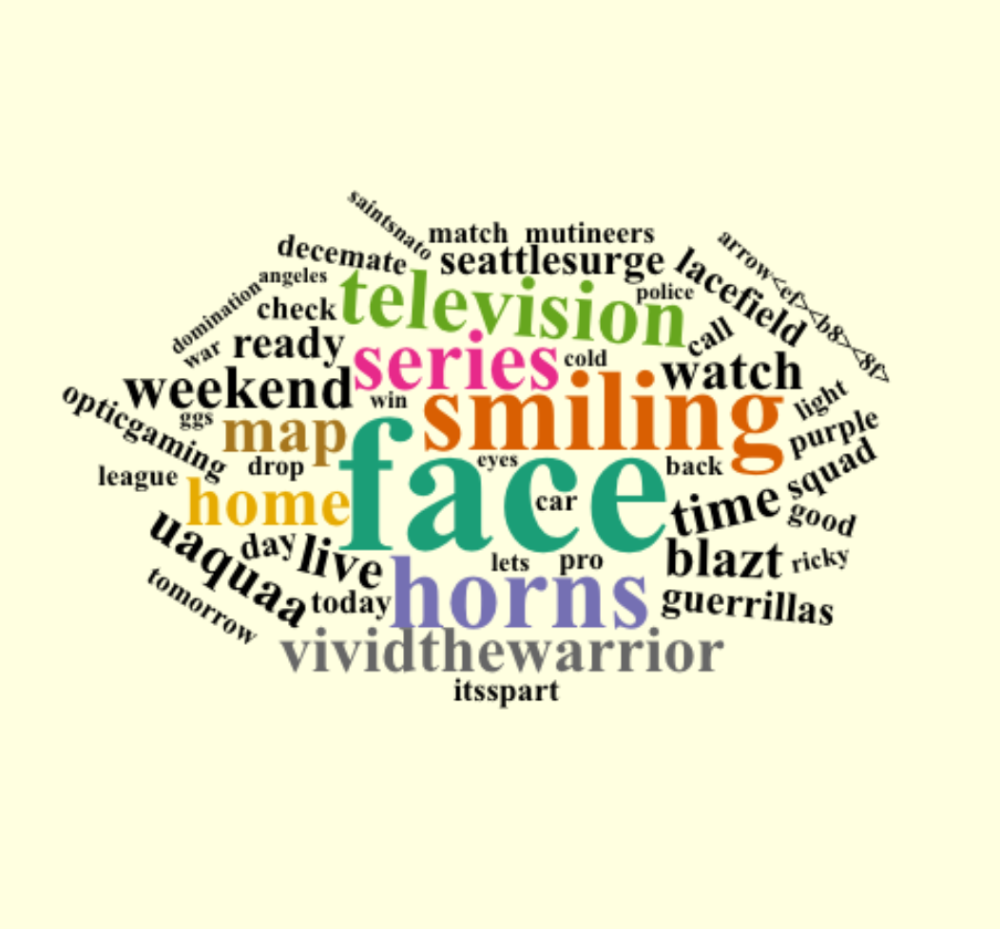 saintsnato
match
mutineers
decemate
seattlesurge
lacefield
arrow<ef><b8><8f>
angeles
television
police
domination
check
call
war
ready
series
cold
watch
weekend
win
smiling
light
opticgaming
ggs
map
purple
league
drop
face
eyes
back
squad
home
car
time
good
uaquaa
day
live
lets
pro
blazt
ricky
tomorrow
today
horns
guerrillas
vividthewarrior
itsspart